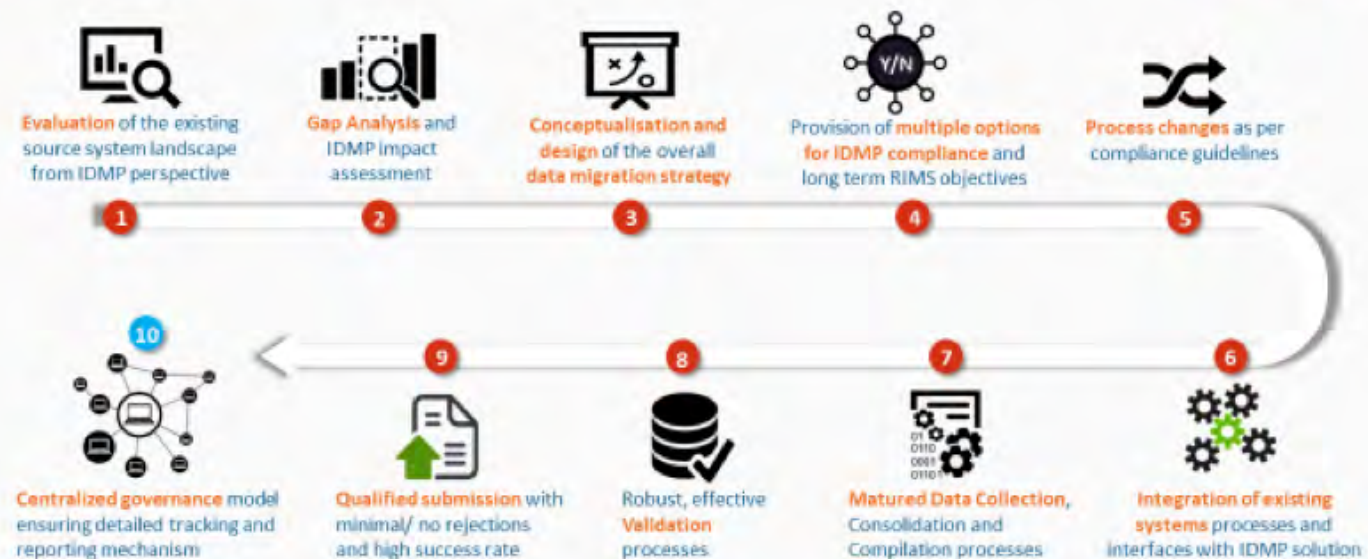 Y/N
Evaluation of the existing
source system landscape
from IDMP perspective
Gap Analysis and
IDMP impact
assessment
Conceptualisation and
design of the overall
data migration strategy
Provision of multiple options
for IDMP compliance and
long term RIMS objectives
Process changes as per
compliance guidelines
1
2
3
4
5
10
9
8
7
6
01
0110
0001
01101
Centralized governance model
ensuring detailed tracking and
reporting mechanism
Qualified submission with
minimal/ no rejections
and high success rate
Robust, effective
Validation
processes
Matured Data Collection,
Consolidation and
Compilation processes
Integration of existing
systems processes and
interfaces with IDMP solution